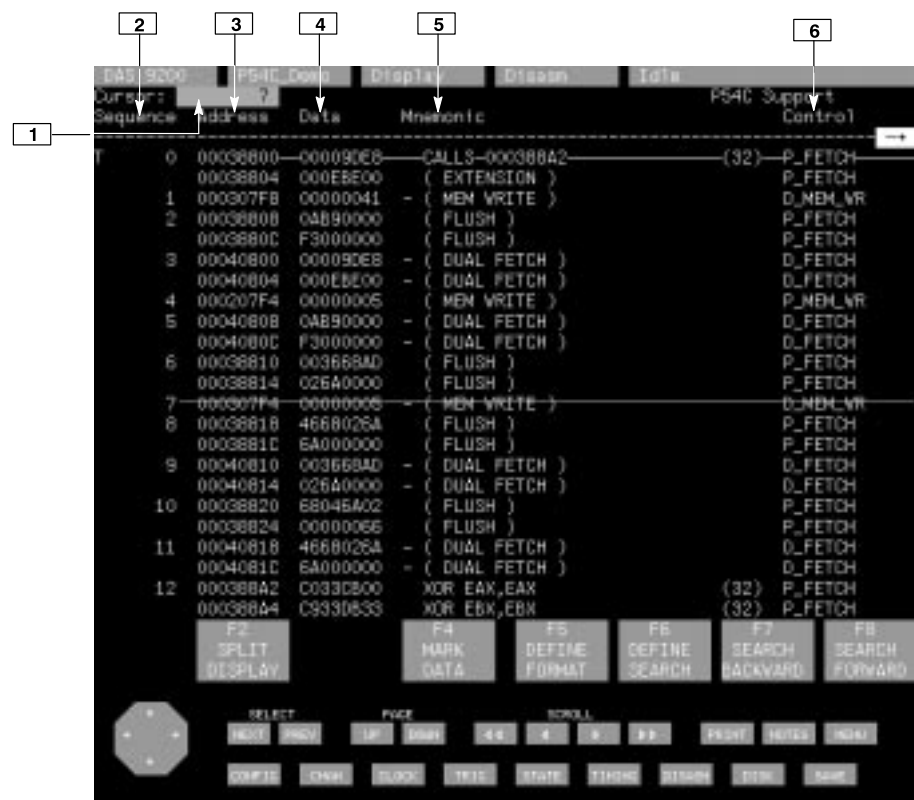 2 3 4 5 6
DAS 9200 P54C_Demo Display Disasm Idle
Cursor: ? P54C Support
Sequence Address Data Mnemonic Control
1
T 0 00038800 00009DE8 CALLS 000388A2 (32) P_FETCH
00038804 000EBE00 ( EXTENSION ) P_FETCH
1 000307F8 00000041 - ( MEM WRITE ) D_MEM_WR
2 00038808 0AB90000 ( FLUSH ) P_FETCH
0003880C F3000000 ( FLUSH ) P_FETCH
3 00040800 00009DE8 - ( DUAL FETCH ) D_FETCH
00040804 000EBE00 - ( DUAL FETCH ) D_FETCH
4 000207F4 00000005 - ( MEM WRITE ) P_MEM_WR
5 00040808 0AB90000 - ( DUAL FETCH ) D_FETCH
0004080C F3000000 - ( DUAL FETCH ) D_FETCH
6 00038810 003668AD ( FLUSH ) P_FETCH
00038814 026A0000 ( FLUSH ) P_FETCH
7 000307F4 00000005 - ( MEM WRITE ) D_MEM_WR
8 00038818 4668026A ( FLUSH ) P_FETCH
0003881C 6A000000 ( FLUSH ) P_FETCH
9 00040810 003668AD - ( DUAL FETCH ) D_FETCH
00040814 026A0000 - ( DUAL FETCH ) D_FETCH
10 00038820 68046A02 ( FLUSH ) P_FETCH
00038824 00000066 ( FLUSH ) P_FETCH
11 00040818 4668026A - ( DUAL FETCH ) D_FETCH
0004081C 6A000000 - ( DUAL FETCH ) D_FETCH
12 000388A2 C033CB00 XOR EAX,EAX (32) P_FETCH
000388A4 C933DB33 XOR EBX,EBX (32) P_FETCH
F2 F4 F5 F6 F7 F8
SPLIT MARK DEFINE DEFINE SEARCH SEARCH
DISPLAY DATA FORMAT SEARCH BACKWARD FORWARD
SELECT PAGE SCROLL
NEXT PREV UP DOWN PRINT NOTES MENU
CONFIG CHAN CLOCK TRIG STATE TIMING DISASM DISK SAVE